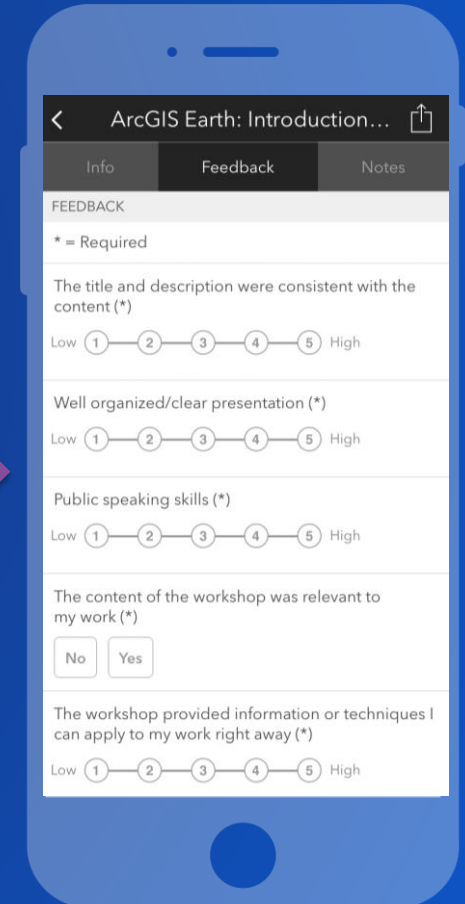 ArcGIS Earth: Introduction...
Info Feedback Notes
FEEDBACK
* = Required
The title and description were consistent with the
content (*)
Low 1 2 3 4 5 High
Well organized/clear presentation (*)
Low 1 2 3 4 5 High
Public speaking skills (*)
Low 1 2 3 4 5 High
The content of the workshop was relevant to
my work (*)
No Yes
The workshop provided information or techniques I
can apply to my work right away (*)
Low 1 2 3 4 5 High